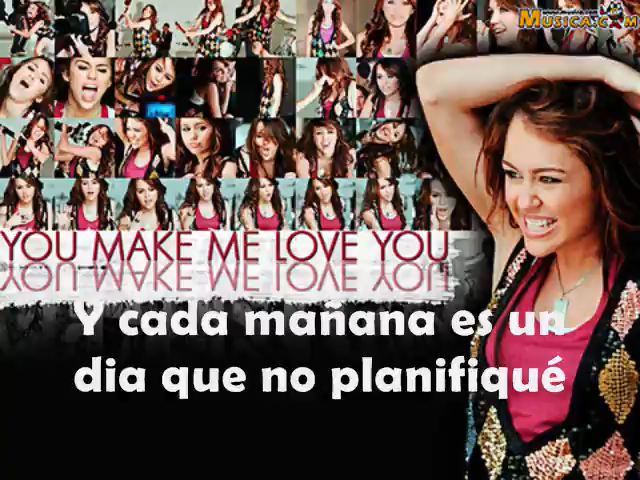 MUSICA.COM
YOU MAKE ME LOVE YOU
Y cada mañana es un
dia que no planifiqué